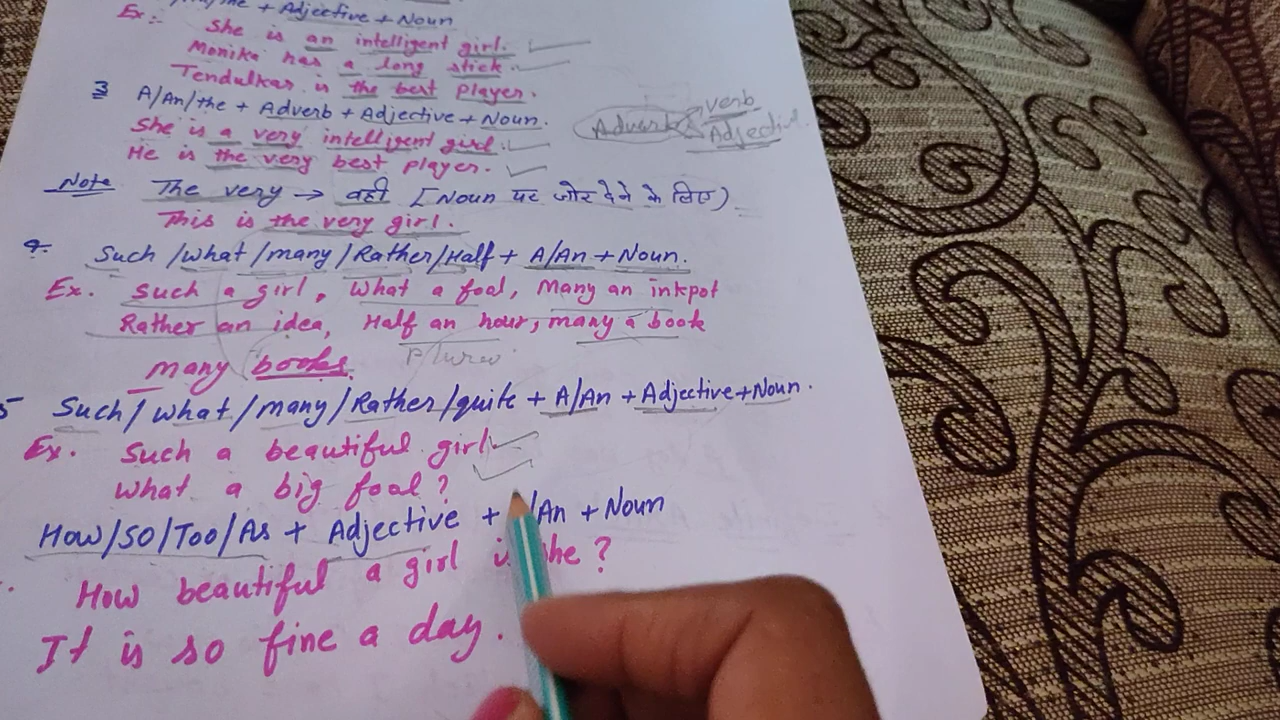 the + Adjective + Noun
Ex:- She is an intelligent girl.
Monika has a long stick.
Tendulkar is the best player.
3 A/An/the + Adverb + Adjective + Noun.
She is a very intelligent girl.
He is the very best player.
Adverb verb
Adjective
Note The very → वही [Noun पर जोर देने के लिए)
This is the very girl.
4. Such/what/many/Rather/Half + A/An + Noun.
Ex. Such a girl, What a fool, Many an inkpot
Rather an idea, Half an hour, many a book
many books
5 Such/what/many/Rather/quite + A/An + Adjective + Noun.
Ex. Such a beautiful girl
What a big fool?
How/SO/Too/As + Adjective + /An + Noun
How beautiful a girl is she?
It is so fine a day.